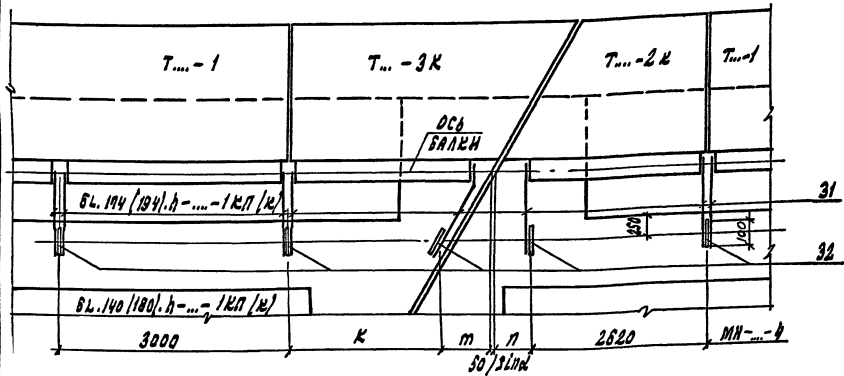 Т....-1
Т...-3К
Т....-2К
Т...-1
ОСЬ
БАЛКИ
БL.174(194).h-....-1КП(К)
31
250
100
32
БL.140(180).h-...-1КП(К)
3000
К
m
п
2620
МН-...-4
50/Sinα